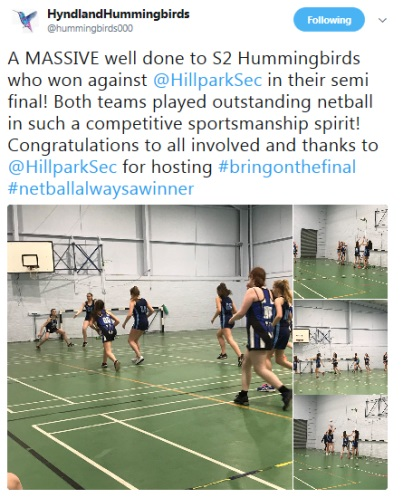 HyndlandHummingbirds
@hummingbirds000
Following
A MASSIVE well done to S2 Hummingbirds
who won against @HillparkSec in their semi
final! Both teams played outstanding netball
in such a competitive sportsmanship spirit!
Congratulations to all involved and thanks to
@HillparkSec for hosting #bringonthefinal
#netballalwaysawinner